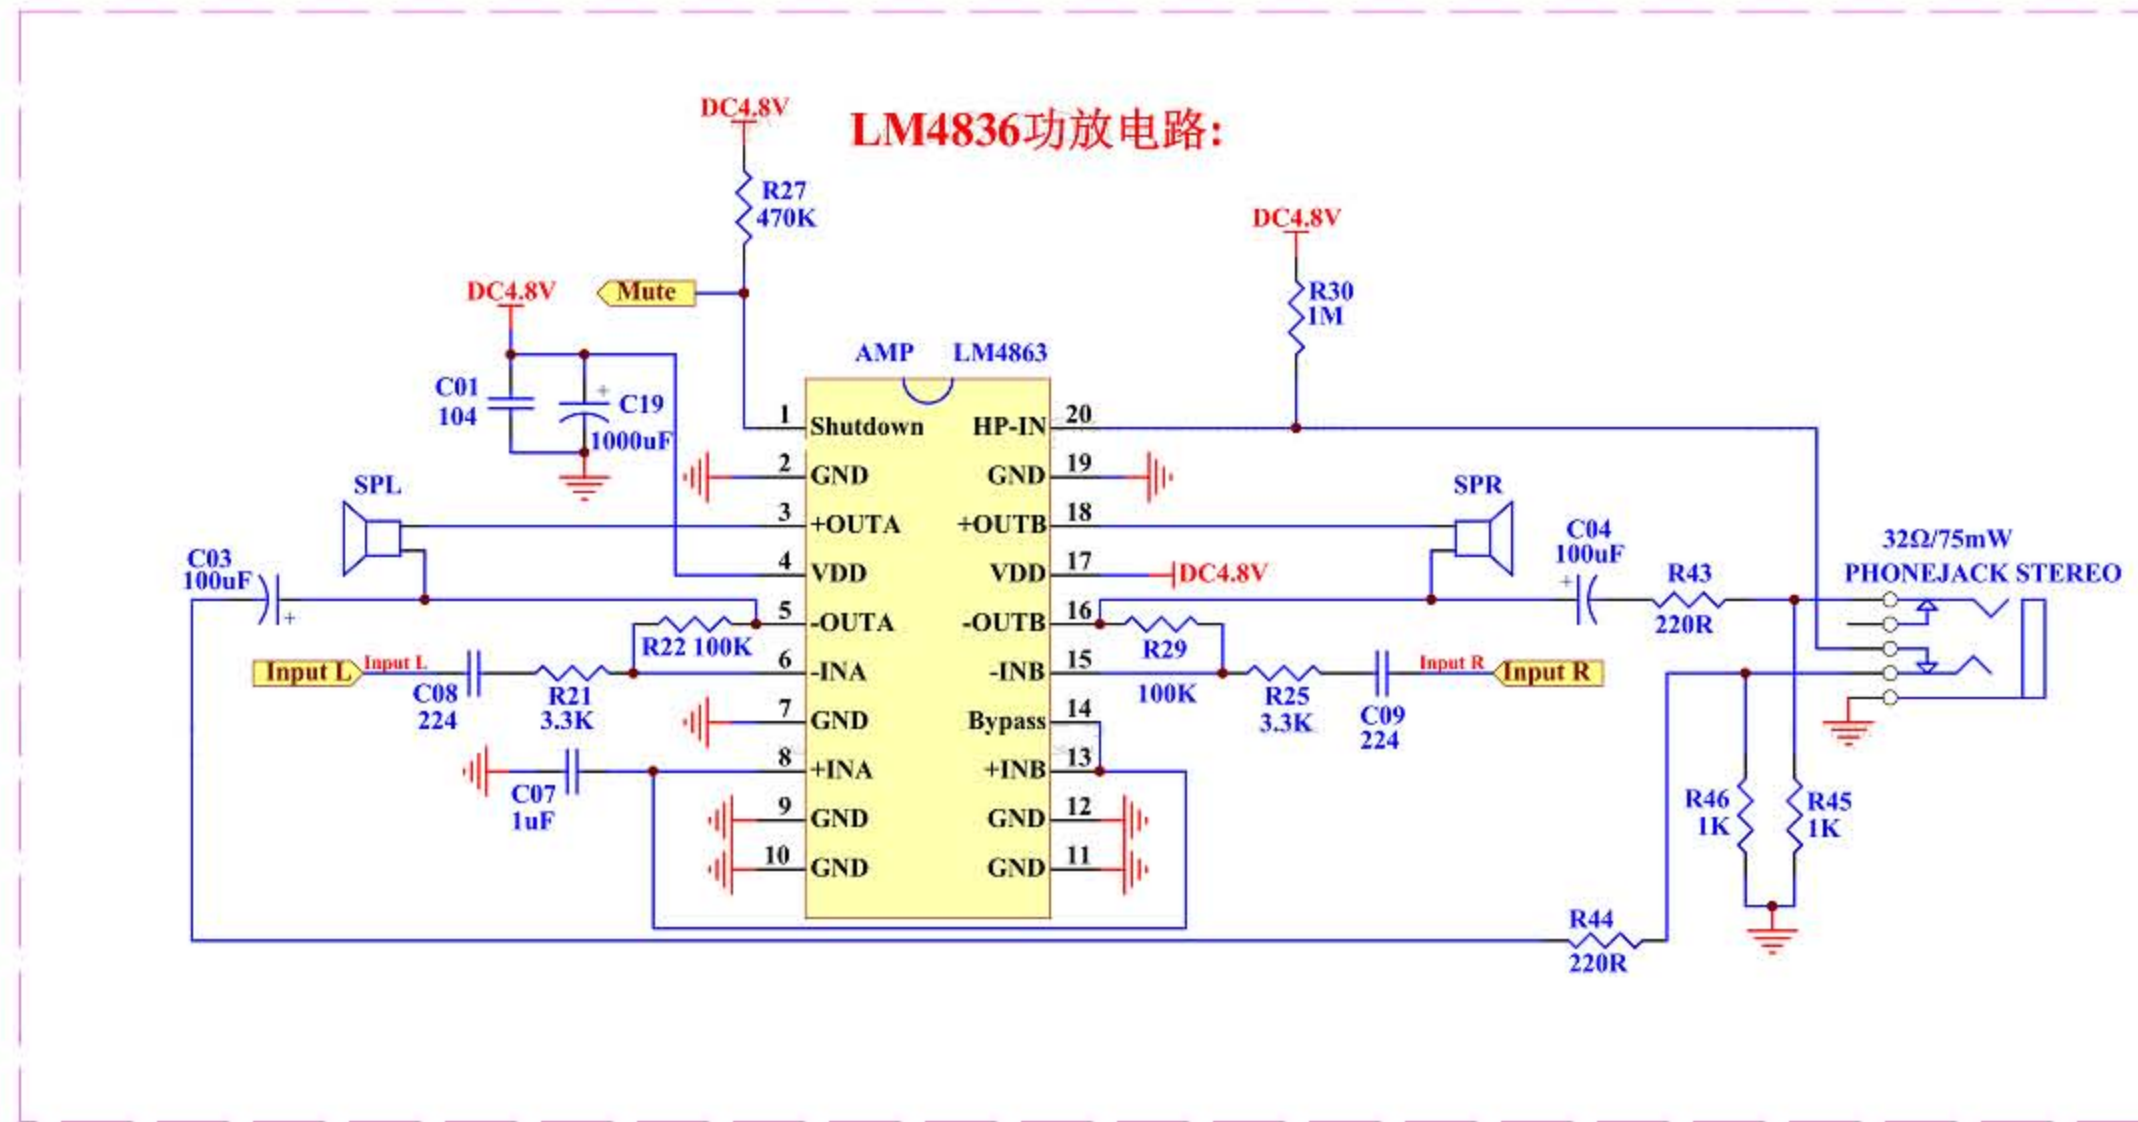 DC4.8V
LM4836功放电路:
R27
470K
DC4.8V
DC4.8V
Mute
R30
1M
AMP LM4863
C01
104
+
C19
1000uF
1 Shutdown HP-IN 20
2 GND GND 19
SPL
SPR
3 +OUTA +OUTB 18
C03
100uF
+
4 VDD VDD 17 DC4.8V
C04
100uF
+
R43
220R
32Ω/75mW
PHONEJACK STEREO
5 -OUTA -OUTB 16
R22 100K
R29
100K
Input L Input L
6 -INA -INB 15
Input R Input R
C08
224
R21
3.3K
R25
3.3K
C09
224
7 GND Bypass 14
8 +INA +INB 13
C07
1uF
R46
1K
R45
1K
9 GND GND 12
10 GND GND 11
R44
220R